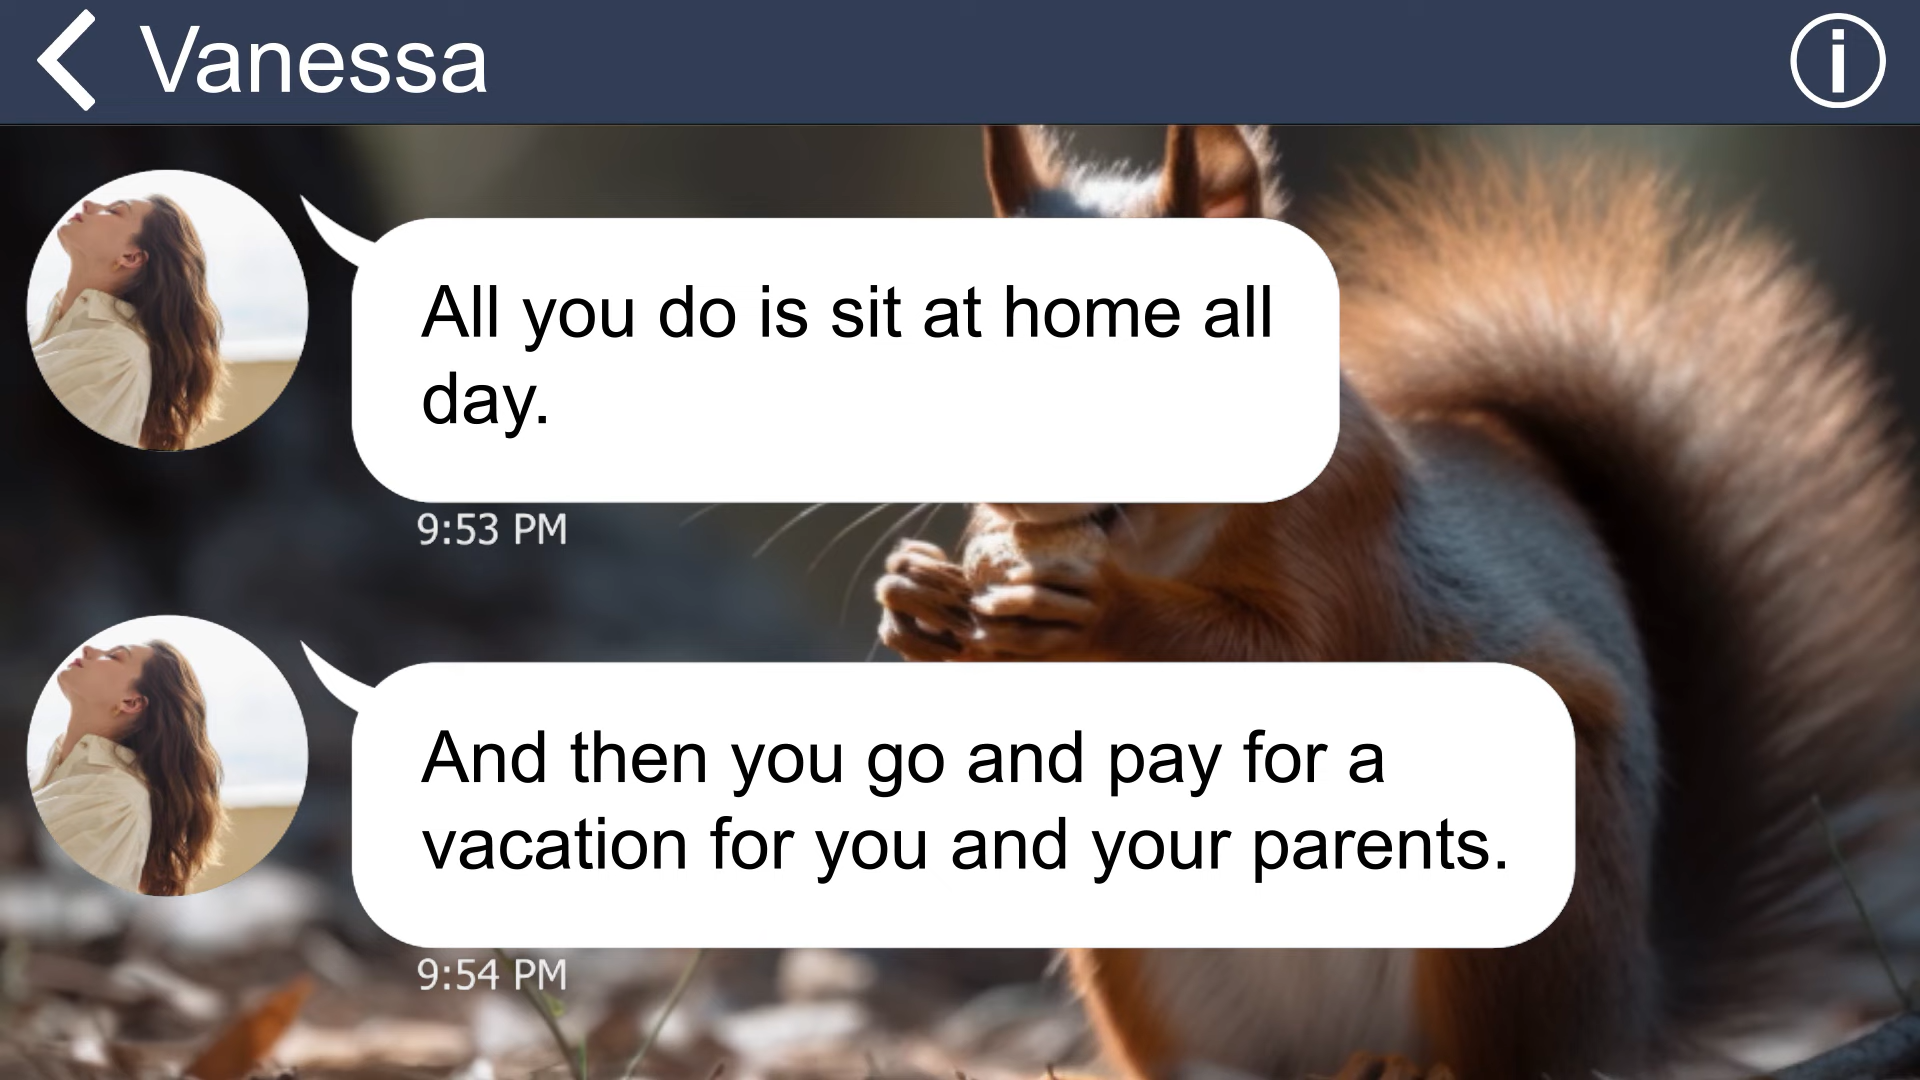 Vanessa
All you do is sit at home all
day.
9:53 PM
And then you go and pay for a
vacation for you and your parents.
9:54 PM